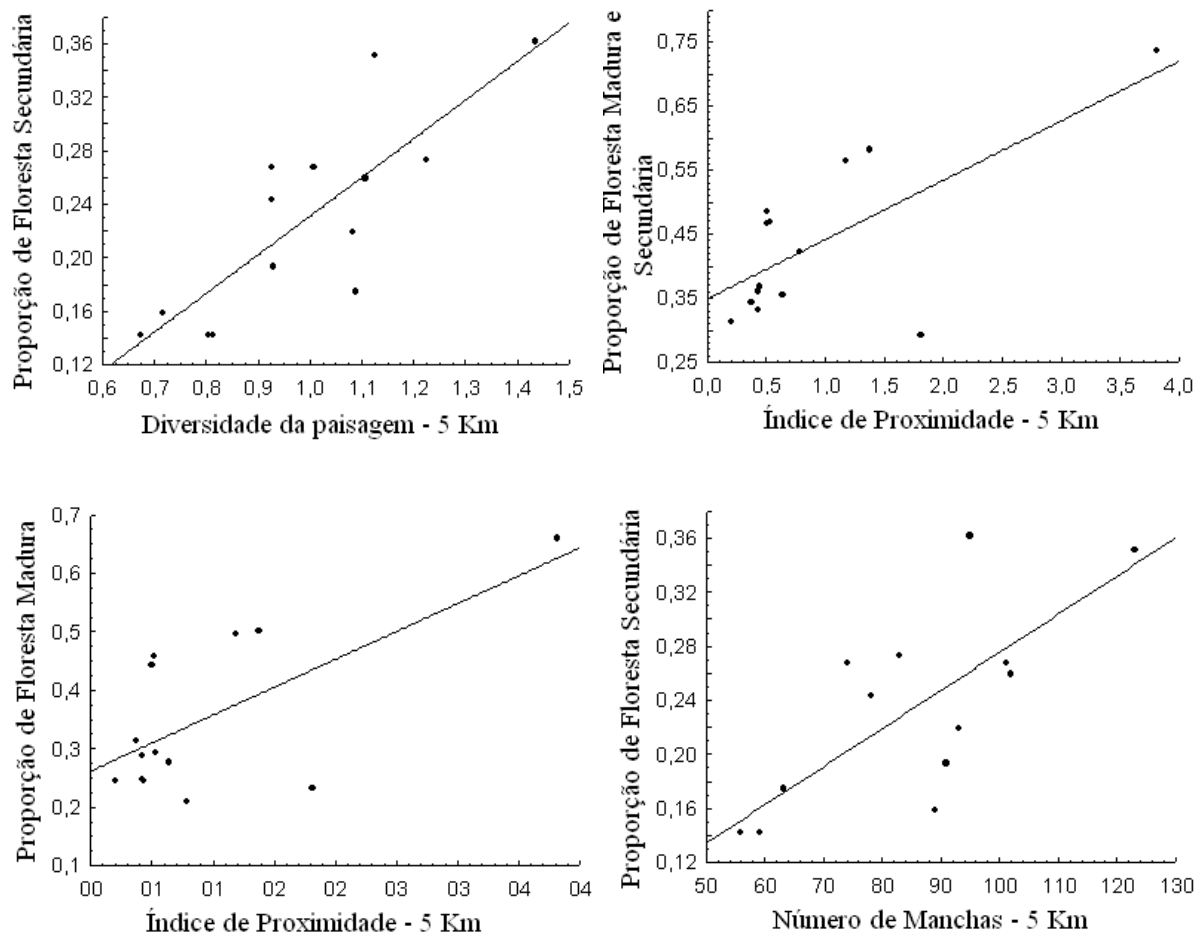 Proporção de Floresta Secundária
0,36
0,32
0,28
0,24
0,20
0,16
0,12
0,6 0,7 0,8 0,9 1,0 1,1 1,2 1,3 1,4 1,5
Diversidade da paisagem - 5 Km
Proporção de Floresta Madura e
Secundária
0,75
0,65
0,55
0,45
0,35
0,25
0,0 0,5 1,0 1,5 2,0 2,5 3,0 3,5 4,0
Índice de Proximidade - 5 Km
Proporção de Floresta Madura
0,7
0,6
0,5
0,4
0,3
0,2
0,1
00 01 01 02 02 03 03 04 04
Índice de Proximidade - 5 Km
Proporção de Floresta Secundária
0,36
0,32
0,28
0,24
0,20
0,16
0,12
50 60 70 80 90 100 110 120 130
Número de Manchas - 5 Km